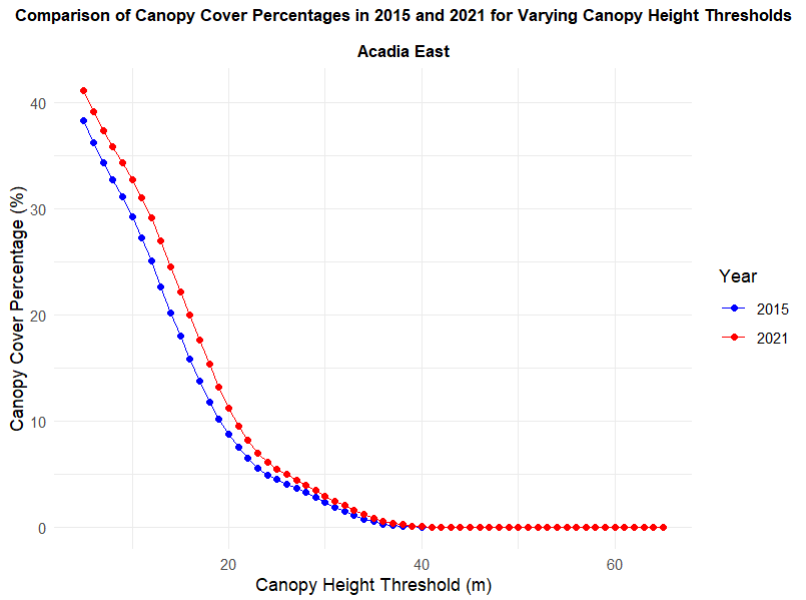 Comparison of Canopy Cover Percentages in 2015 and 2021 for Varying Canopy Height Thresholds
Acadia East
Canopy Cover Percentage (%)
40
30
20
10
0
20
40
60
Canopy Height Threshold (m)
Year
2015
2021